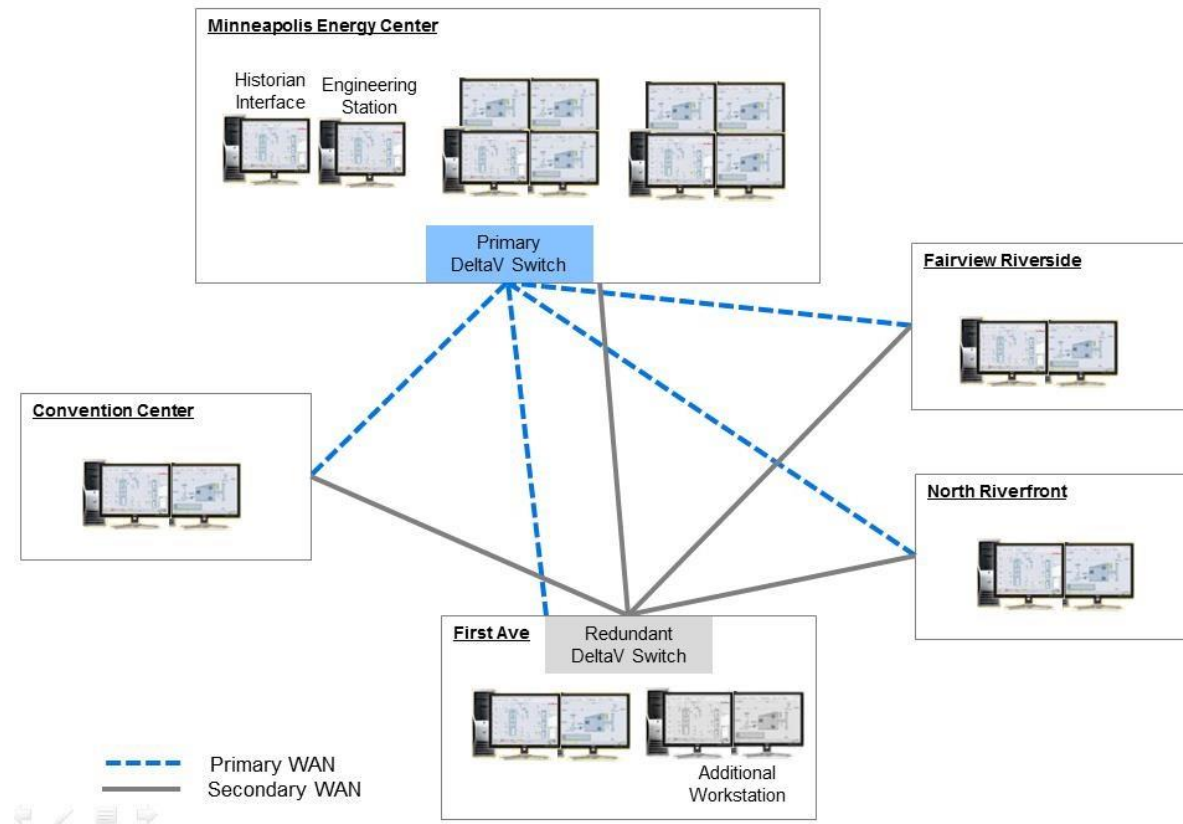 Minneapolis Energy Center
Historian
Interface
Engineering
Station
Primary
DeltaV Switch
Fairview Riverside
Convention Center
North Riverfront
First Ave
Redundant
DeltaV Switch
Additional
Workstation
Primary WAN
Secondary WAN